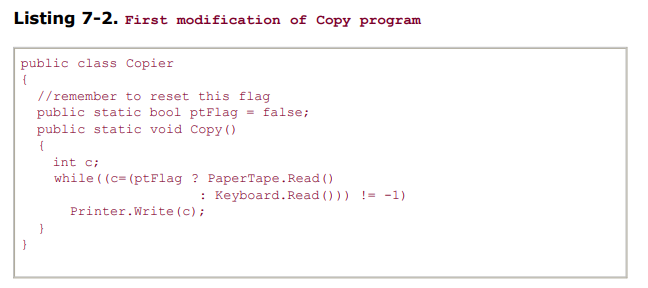 Listing 7-2. First modification of Copy program
public class Copier
{
  //remember to reset this flag
  public static bool ptFlag = false;
  public static void Copy()
  {
    int c;
    while((c=(ptFlag ? PaperTape.Read()
                      : Keyboard.Read())) != -1)
      Printer.Write(c);
  }
}